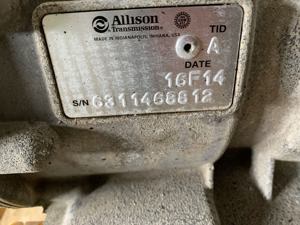 Allison
Transmission
MADE IN INDIANAPOLIS, INDIANA, USA
TID
A
DATE
16F14
S/N 6311468812